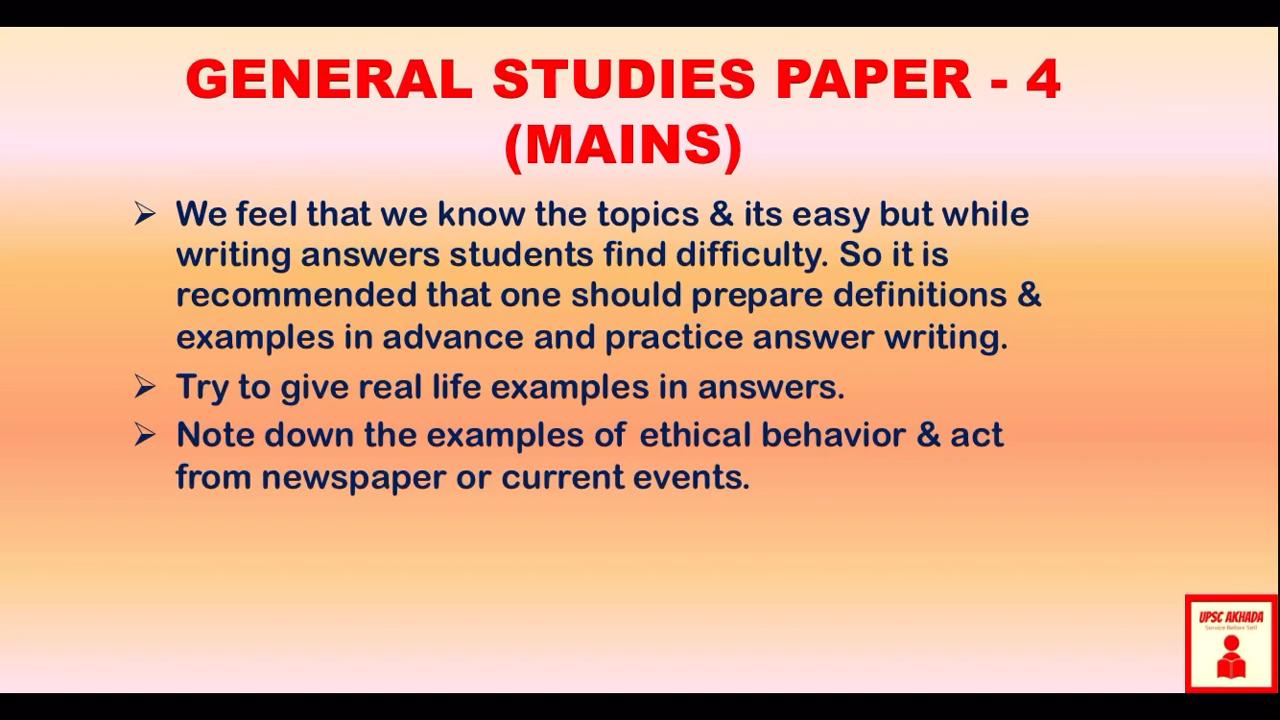 GENERAL STUDIES PAPER - 4
(MAINS)
➢ We feel that we know the topics & its easy but while
writing answers students find difficulty. So it is
recommended that one should prepare definitions &
examples in advance and practice answer writing.
➢ Try to give real life examples in answers.
➢ Note down the examples of ethical behavior & act
from newspaper or current events.
UPSC AKHADA
Service Before Self